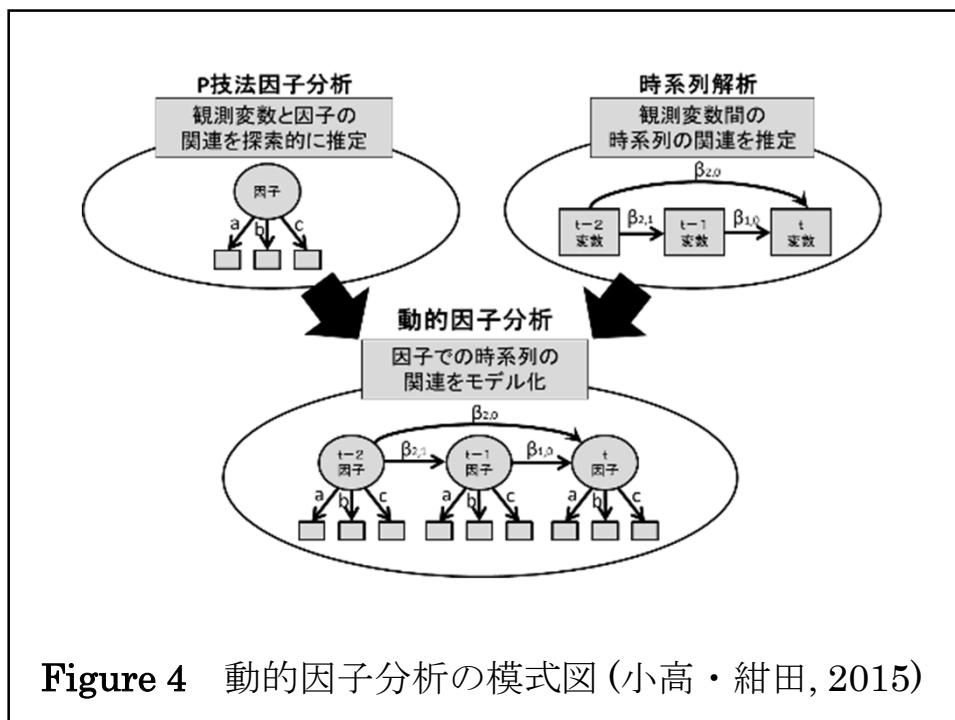 P技法因子分析
観測変数と因子の
関連を探索的に推定
因子
a b c
時系列解析
観測変数間の
時系列の関連を推定
β2,0
t-2
変数
β2,1
t-1
変数
β1,0
t
変数
動的因子分析
因子での時系列の
関連をモデル化
β2,0
t-2
因子
β2,1
t-1
因子
β1,0
t
因子
a b c
a b c
a b c
Figure 4 動的因子分析の模式図 (小高・紺田, 2015)